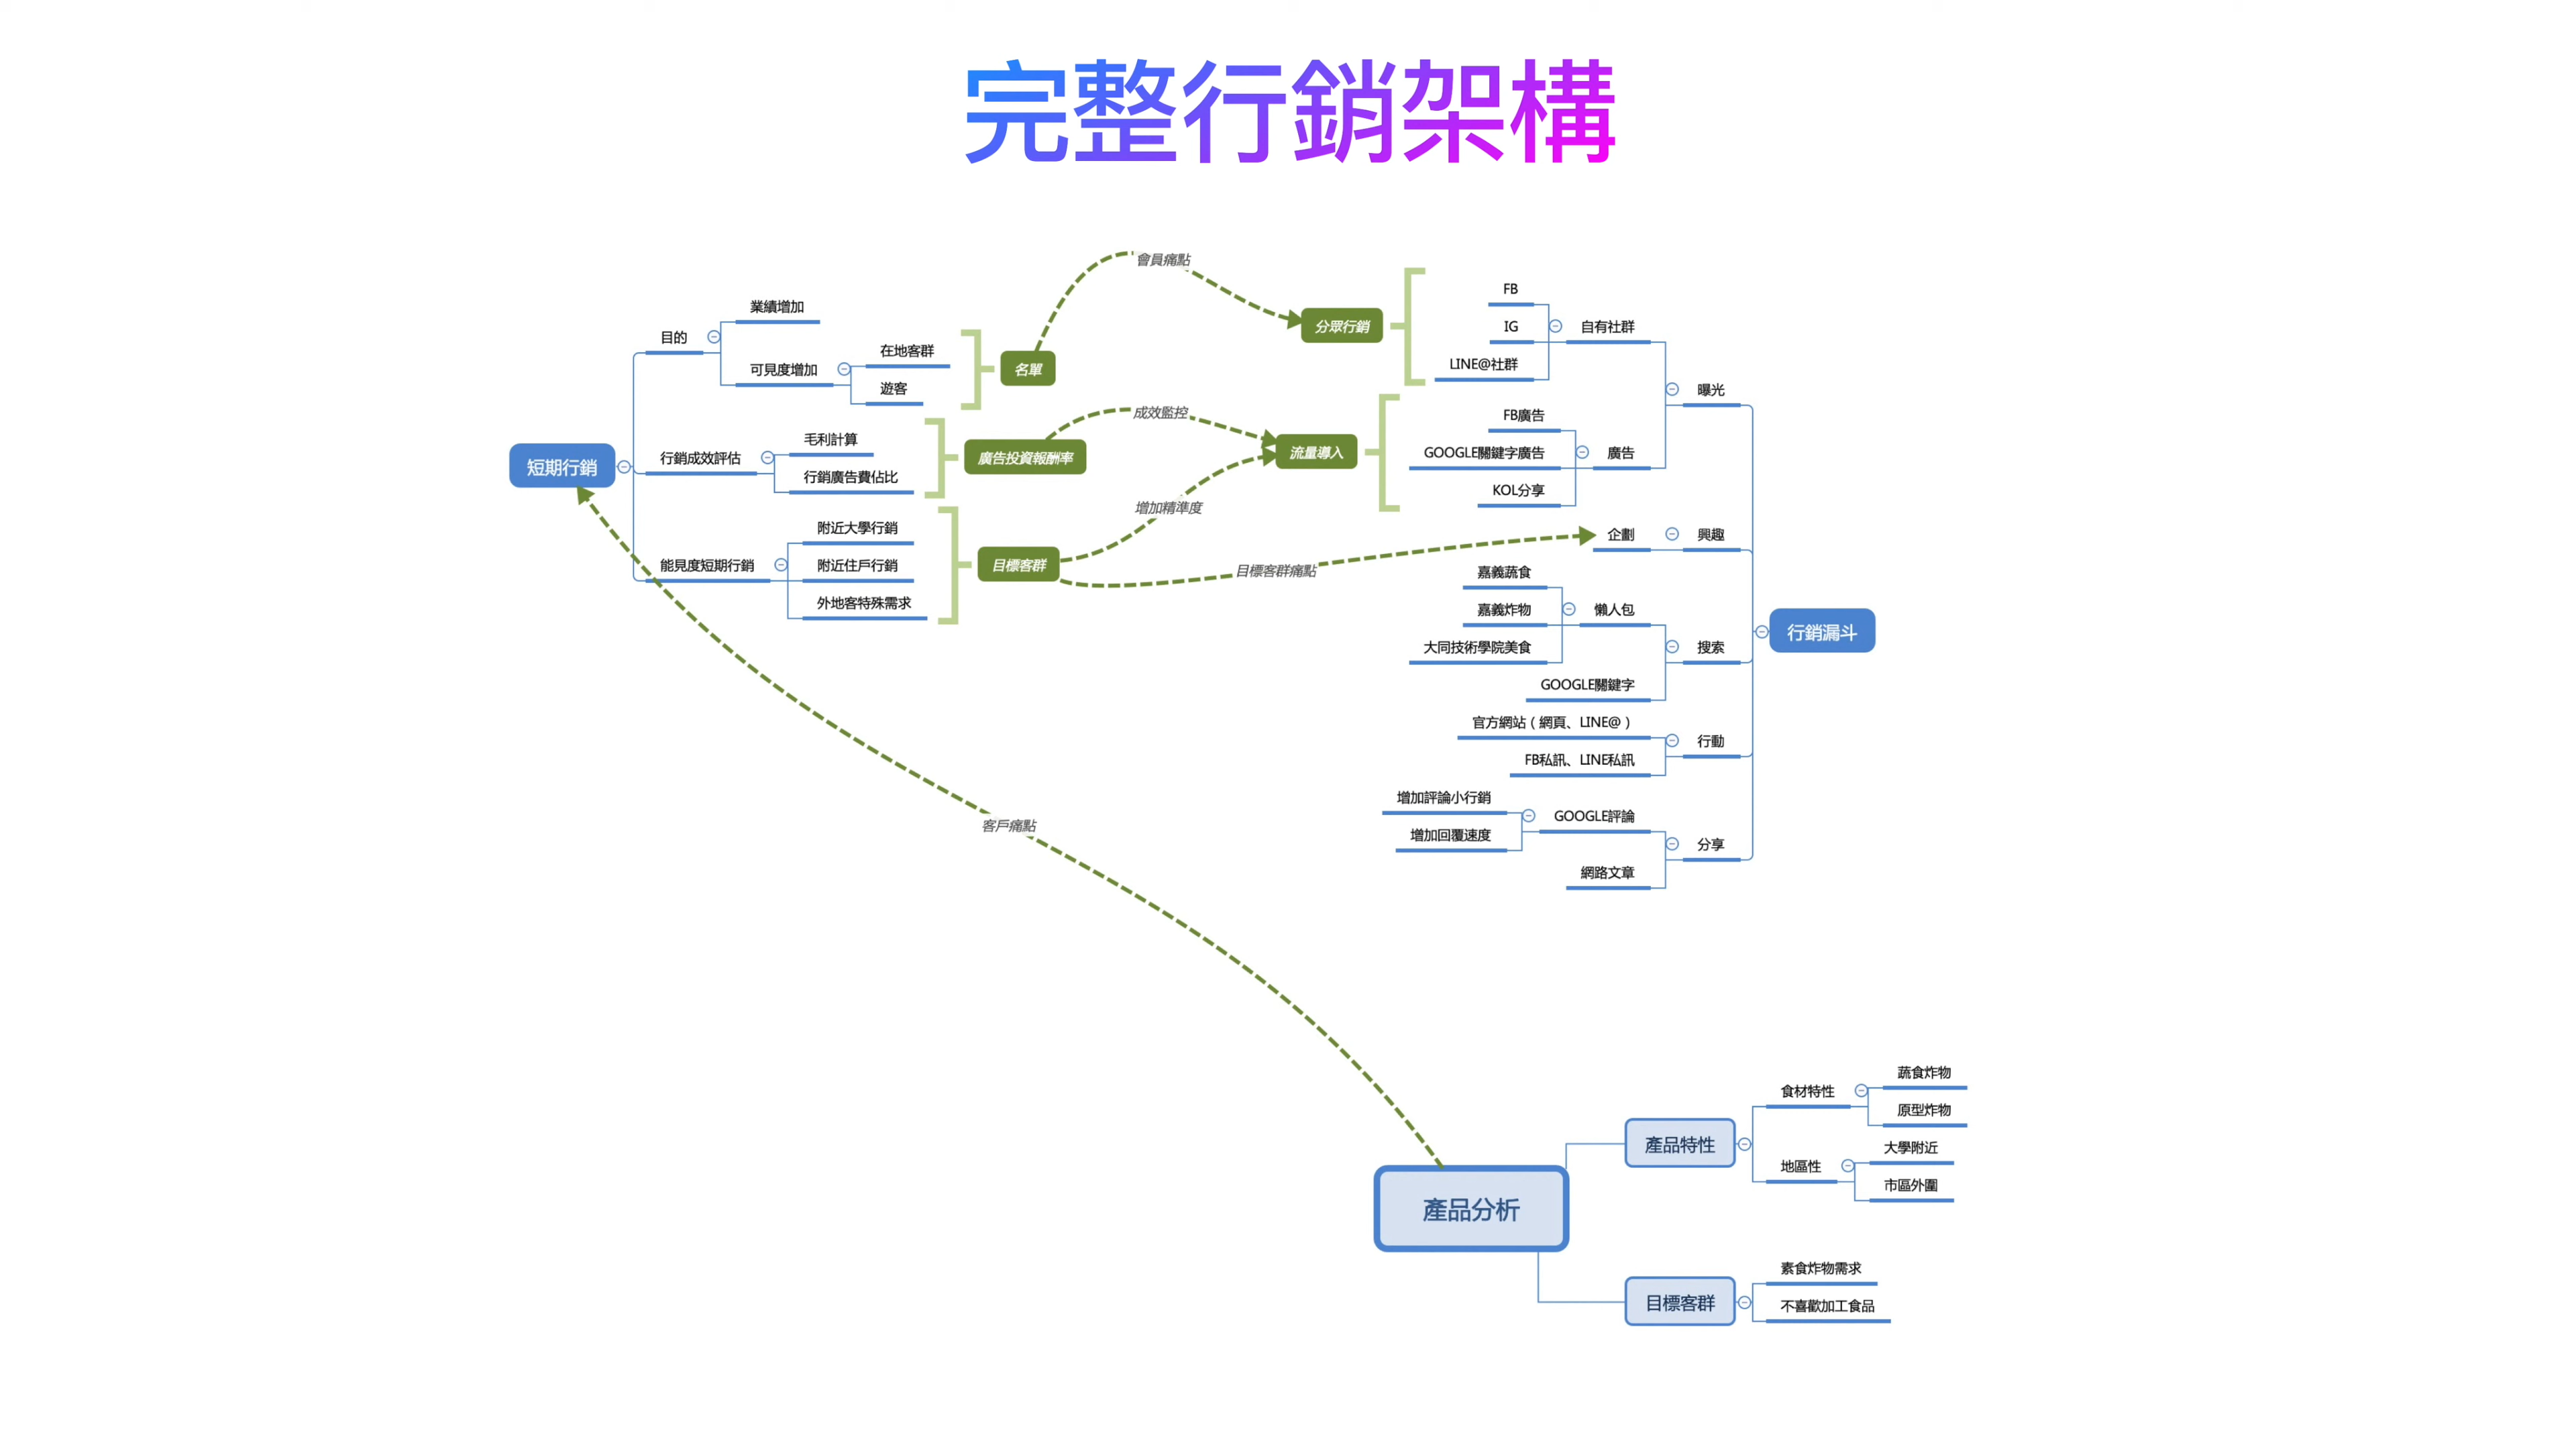 完整行銷架構
短期行銷
目的
業績增加
可見度增加
在地客群
遊客
名單
行銷成效評估
毛利計算
行銷廣告費佔比
廣告投資報酬率
能見度短期行銷
附近大學行銷
附近住戶行銷
外地客特殊需求
目標客群
會員痛點
成效監控
增加精準度
目標客群痛點
客戶痛點
行銷漏斗
曝光
自有社群
FB
IG
LINE@社群
分眾行銷
廣告
FB廣告
GOOGLE關鍵字廣告
KOL分享
流量導入
興趣
企劃
搜索
懶人包
嘉義蔬食
嘉義炸物
大同技術學院美食
GOOGLE關鍵字
行動
官方網站（網頁、LINE@）
FB私訊、LINE私訊
分享
GOOGLE評論
增加評論小行銷
增加回覆速度
網路文章
產品分析
產品特性
食材特性
蔬食炸物
原型炸物
地區性
大學附近
市區外圍
目標客群
素食炸物需求
不喜歡加工食品